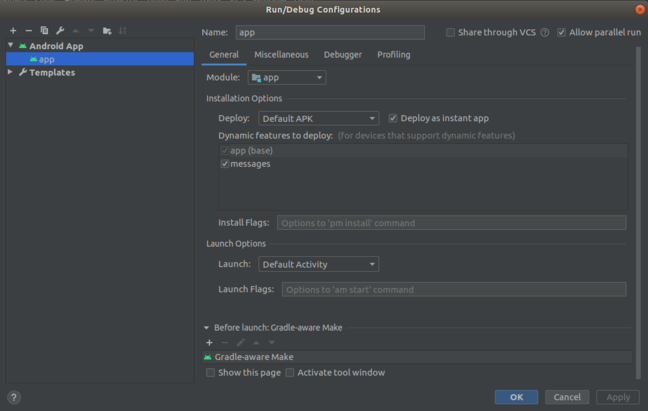 Run/Debug Configurations
Name: app Share through VCS Allow parallel run
Android App
app
Templates
General Miscellaneous Debugger Profiling
Module: app
Installation Options
Deploy: Default APK Deploy as instant app
Dynamic features to deploy: (for devices that support dynamic features)
app (base)
messages
Install Flags: Options to 'pm install' command
Launch Options
Launch: Default Activity
Launch Flags: Options to 'am start' command
Before launch: Gradle-aware Make
Gradle-aware Make
Show this page Activate tool window
? OK Cancel Apply